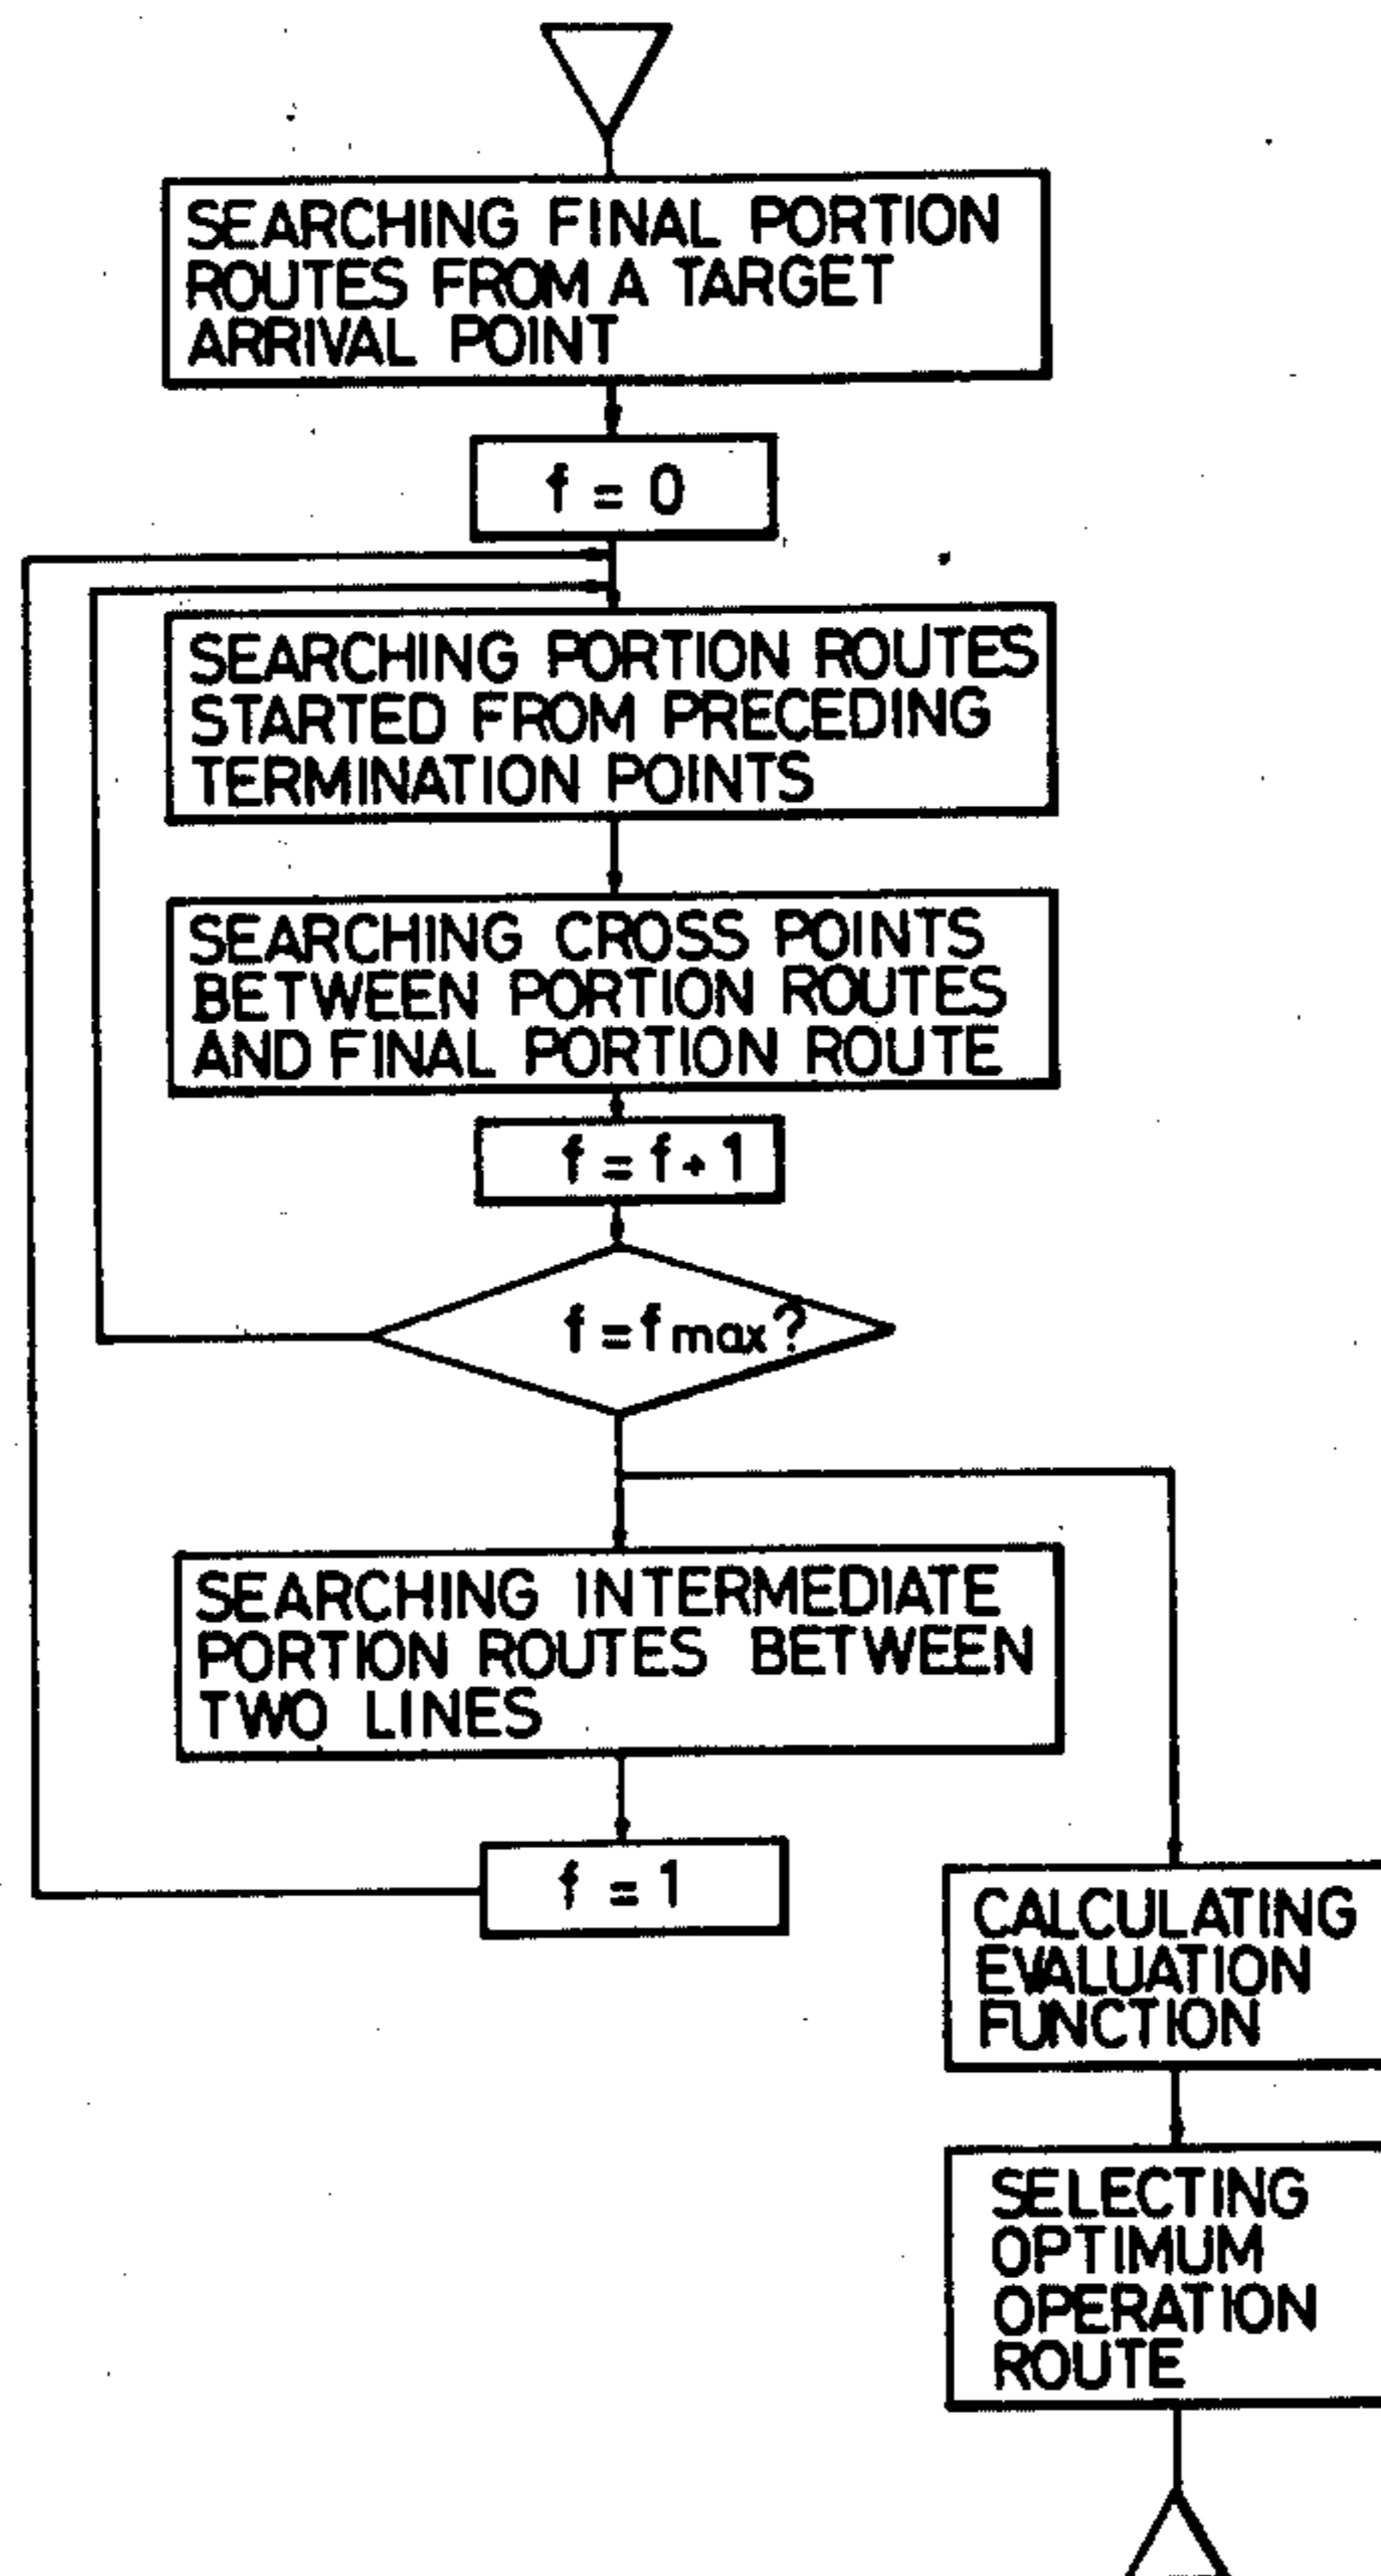 SEARCHING FINAL PORTION
ROUTES FROM A TARGET
ARRIVAL POINT
f = 0
SEARCHING PORTION ROUTES
STARTED FROM PRECEDING
TERMINATION POINTS
SEARCHING CROSS POINTS
BETWEEN PORTION ROUTES
AND FINAL PORTION ROUTE
f = f + 1
f = fmax?
SEARCHING INTERMEDIATE
PORTION ROUTES BETWEEN
TWO LINES
f = 1
CALCULATING
EVALUATION
FUNCTION
SELECTING
OPTIMUM
OPERATION
ROUTE